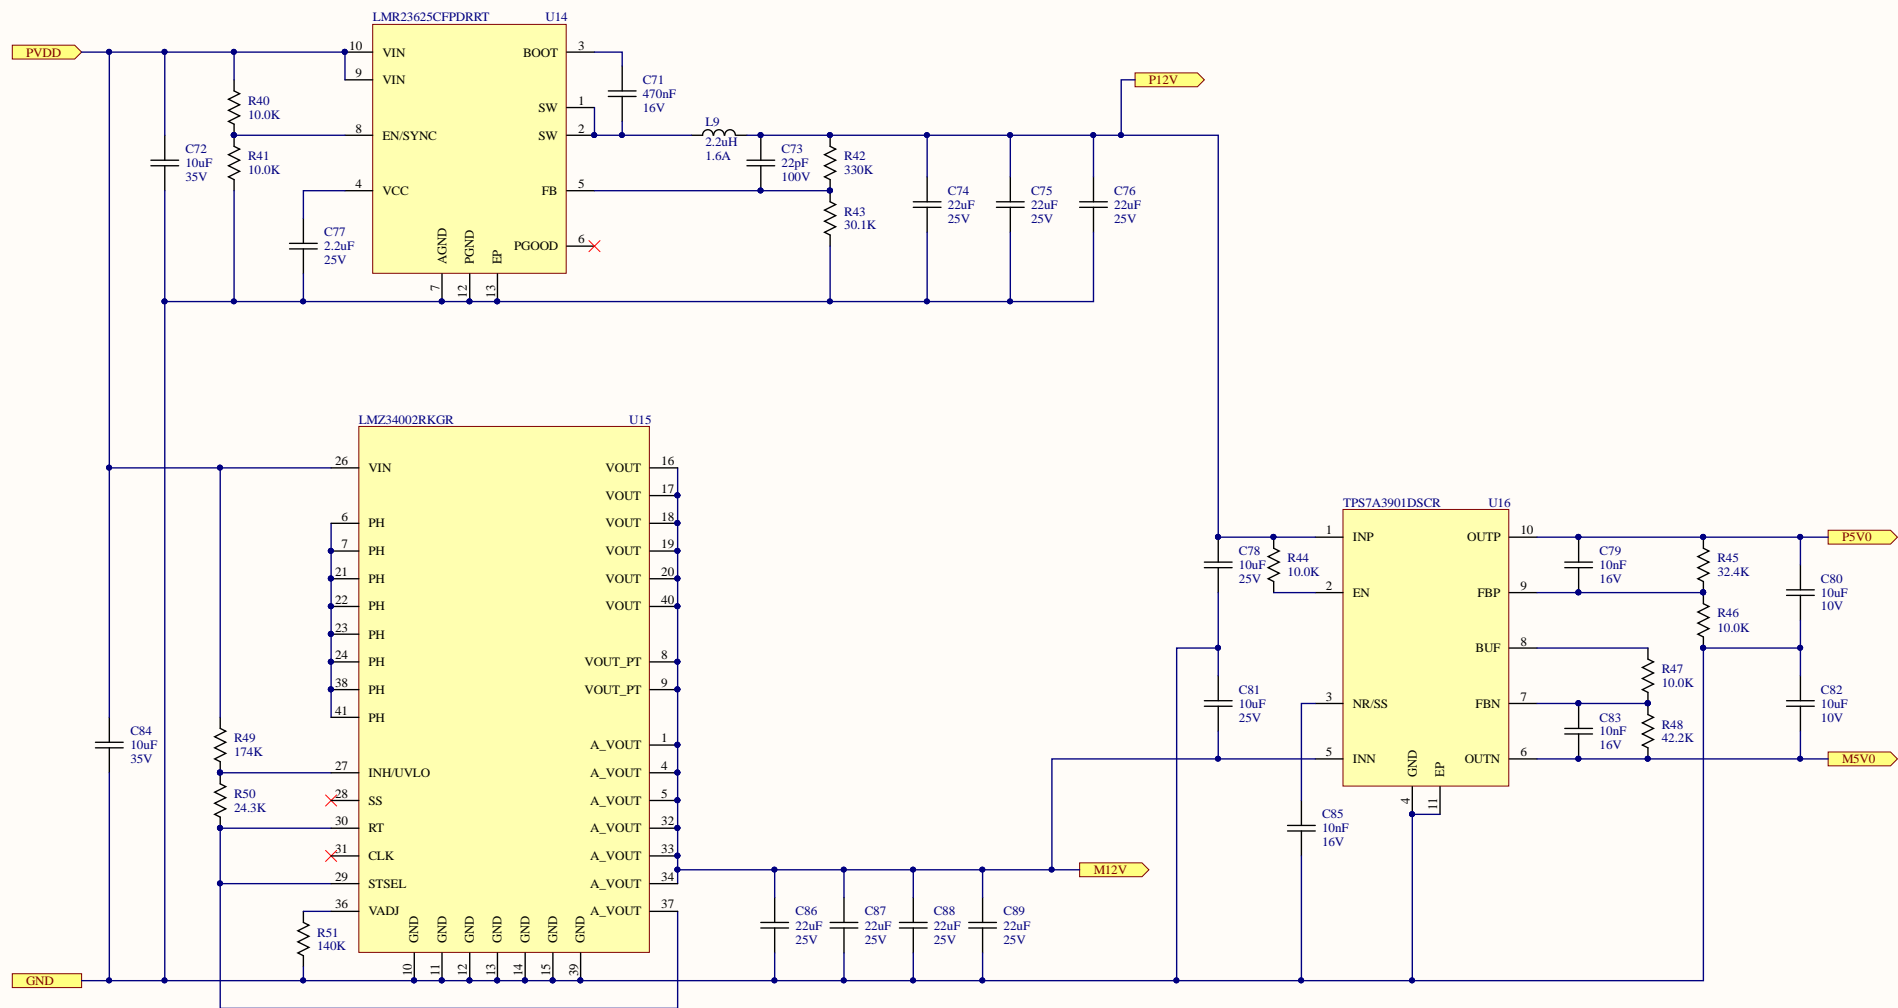 LMR23625CFPDRRT U14
PVDD
10 VIN
9 VIN
8 EN/SYNC
4 VCC
BOOT 3
SW 1
SW 2
FB 5
PGOOD 6
AGND 7
PGND 12
EP 13
R40
10.0K
R41
10.0K
C72
10uF
35V
C77
2.2uF
25V
C71
470nF
16V
L9
2.2uH
1.6A
C73
22pF
100V
R42
330K
R43
30.1K
C74
22uF
25V
C75
22uF
25V
C76
22uF
25V
P12V
LMZ34002RKGR U15
26 VIN
6 PH
7 PH
21 PH
22 PH
23 PH
24 PH
38 PH
41 PH
27 INH/UVLO
28 SS
30 RT
31 CLK
29 STSEL
36 VADJ
VOUT 16
VOUT 17
VOUT 18
VOUT 19
VOUT 20
VOUT 40
VOUT_PT 8
VOUT_PT 9
A_VOUT 1
A_VOUT 4
A_VOUT 5
A_VOUT 32
A_VOUT 33
A_VOUT 34
A_VOUT 37
GND 10
GND 11
GND 12
GND 13
GND 14
GND 15
GND 39
C84
10uF
35V
R49
174K
R50
24.3K
R51
140K
GND
C86
22uF
25V
C87
22uF
25V
C88
22uF
25V
C89
22uF
25V
M12V
TPS7A3901DSCR U16
1 INP
2 EN
3 NR/SS
5 INN
OUTP 10
FBP 9
BUF 8
FBN 7
OUTN 6
GND 4
EP 11
C78
10uF
25V
R44
10.0K
C81
10uF
25V
C85
10nF
16V
C79
10nF
16V
R45
32.4K
R46
10.0K
C80
10uF
10V
R47
10.0K
C83
10nF
16V
R48
42.2K
C82
10uF
10V
P5V0
M5V0